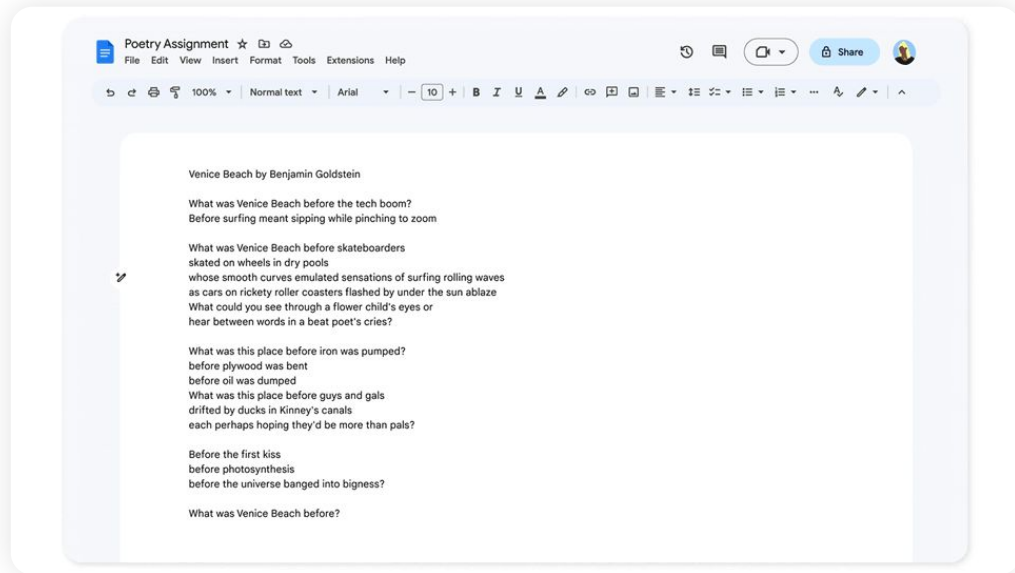 Poetry Assignment
File Edit View Insert Format Tools Extensions Help
Share
100% Normal text Arial − 10 + B I U A
Venice Beach by Benjamin Goldstein
What was Venice Beach before the tech boom?
Before surfing meant sipping while pinching to zoom
What was Venice Beach before skateboarders
skated on wheels in dry pools
whose smooth curves emulated sensations of surfing rolling waves
as cars on rickety roller coasters flashed by under the sun ablaze
What could you see through a flower child's eyes or
hear between words in a beat poet's cries?
What was this place before iron was pumped?
before plywood was bent
before oil was dumped
What was this place before guys and gals
drifted by ducks in Kinney's canals
each perhaps hoping they'd be more than pals?
Before the first kiss
before photosynthesis
before the universe banged into bigness?
What was Venice Beach before?